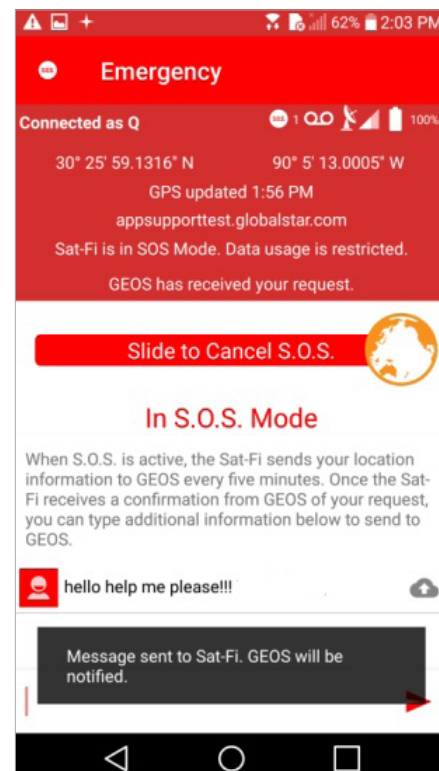 62% 2:03 PM
SOS Emergency
Connected as Q SOS 1 100%
30° 25' 59.1316" N 90° 5' 13.0005" W
GPS updated 1:56 PM
appsupporttest.globalstar.com
Sat-Fi is in SOS Mode. Data usage is restricted.
GEOS has received your request.
Slide to Cancel S.O.S.
In S.O.S. Mode
When S.O.S. is active, the Sat-Fi sends your location
information to GEOS every five minutes. Once the Sat-
Fi receives a confirmation from GEOS of your request,
you can type additional information below to send to
GEOS.
hello help me please!!!
Message sent to Sat-Fi. GEOS will be
notified.